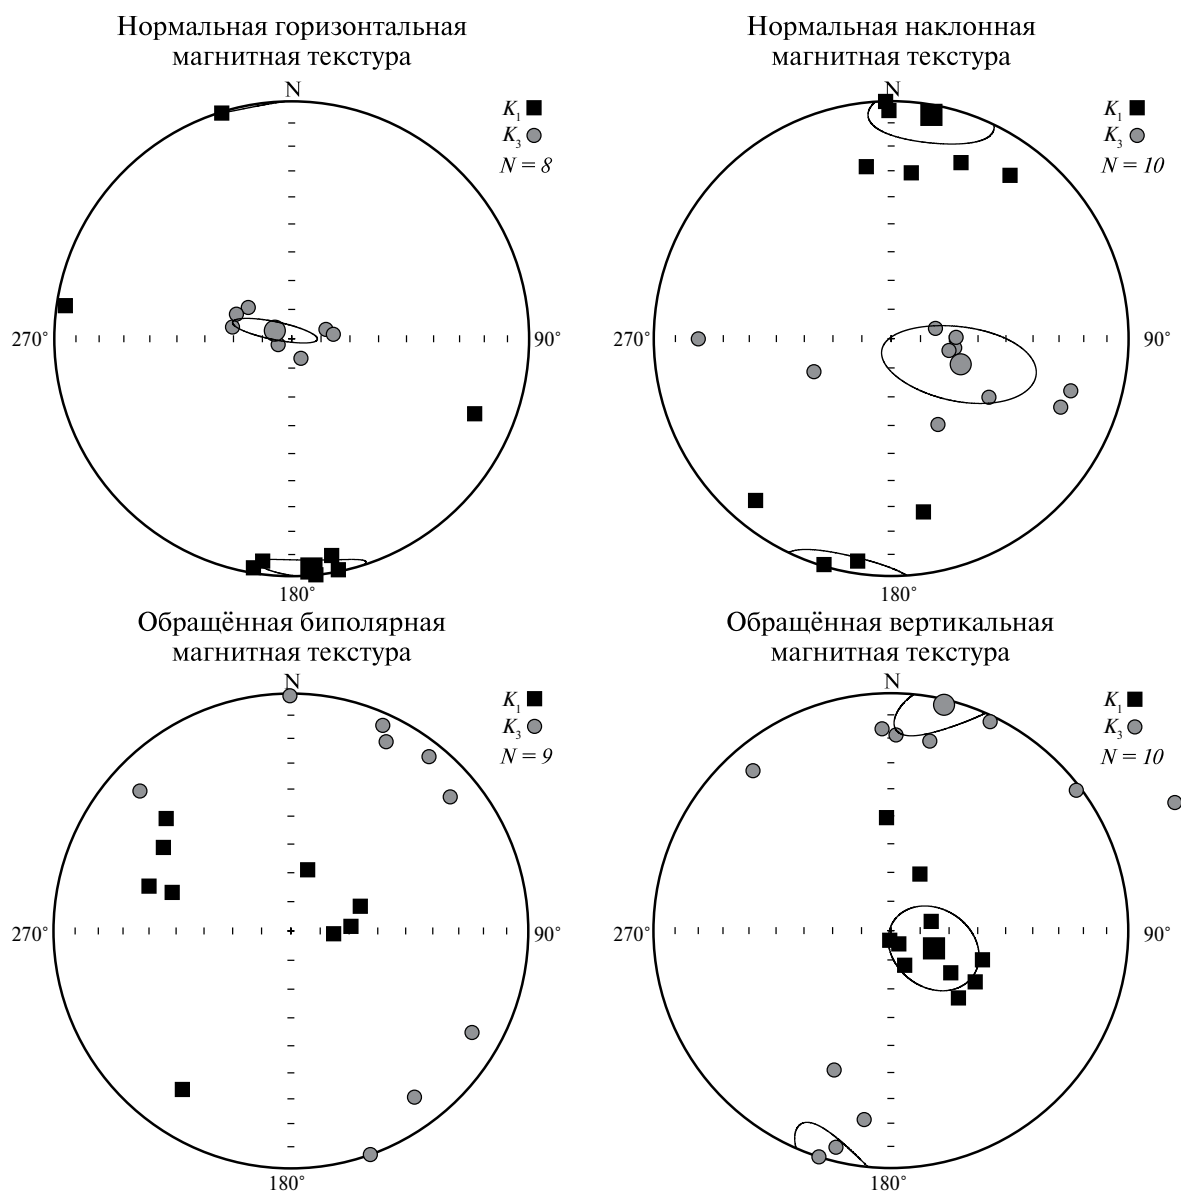 Нормальная горизонтальная
магнитная текстура
N
K1
K3
N = 8
270°
90°
180°
Нормальная наклонная
магнитная текстура
N
K1
K3
N = 10
270°
90°
180°
Обращённая биполярная
магнитная текстура
N
K1
K3
N = 9
270°
90°
180°
Обращённая вертикальная
магнитная текстура
N
K1
K3
N = 10
270°
90°
180°